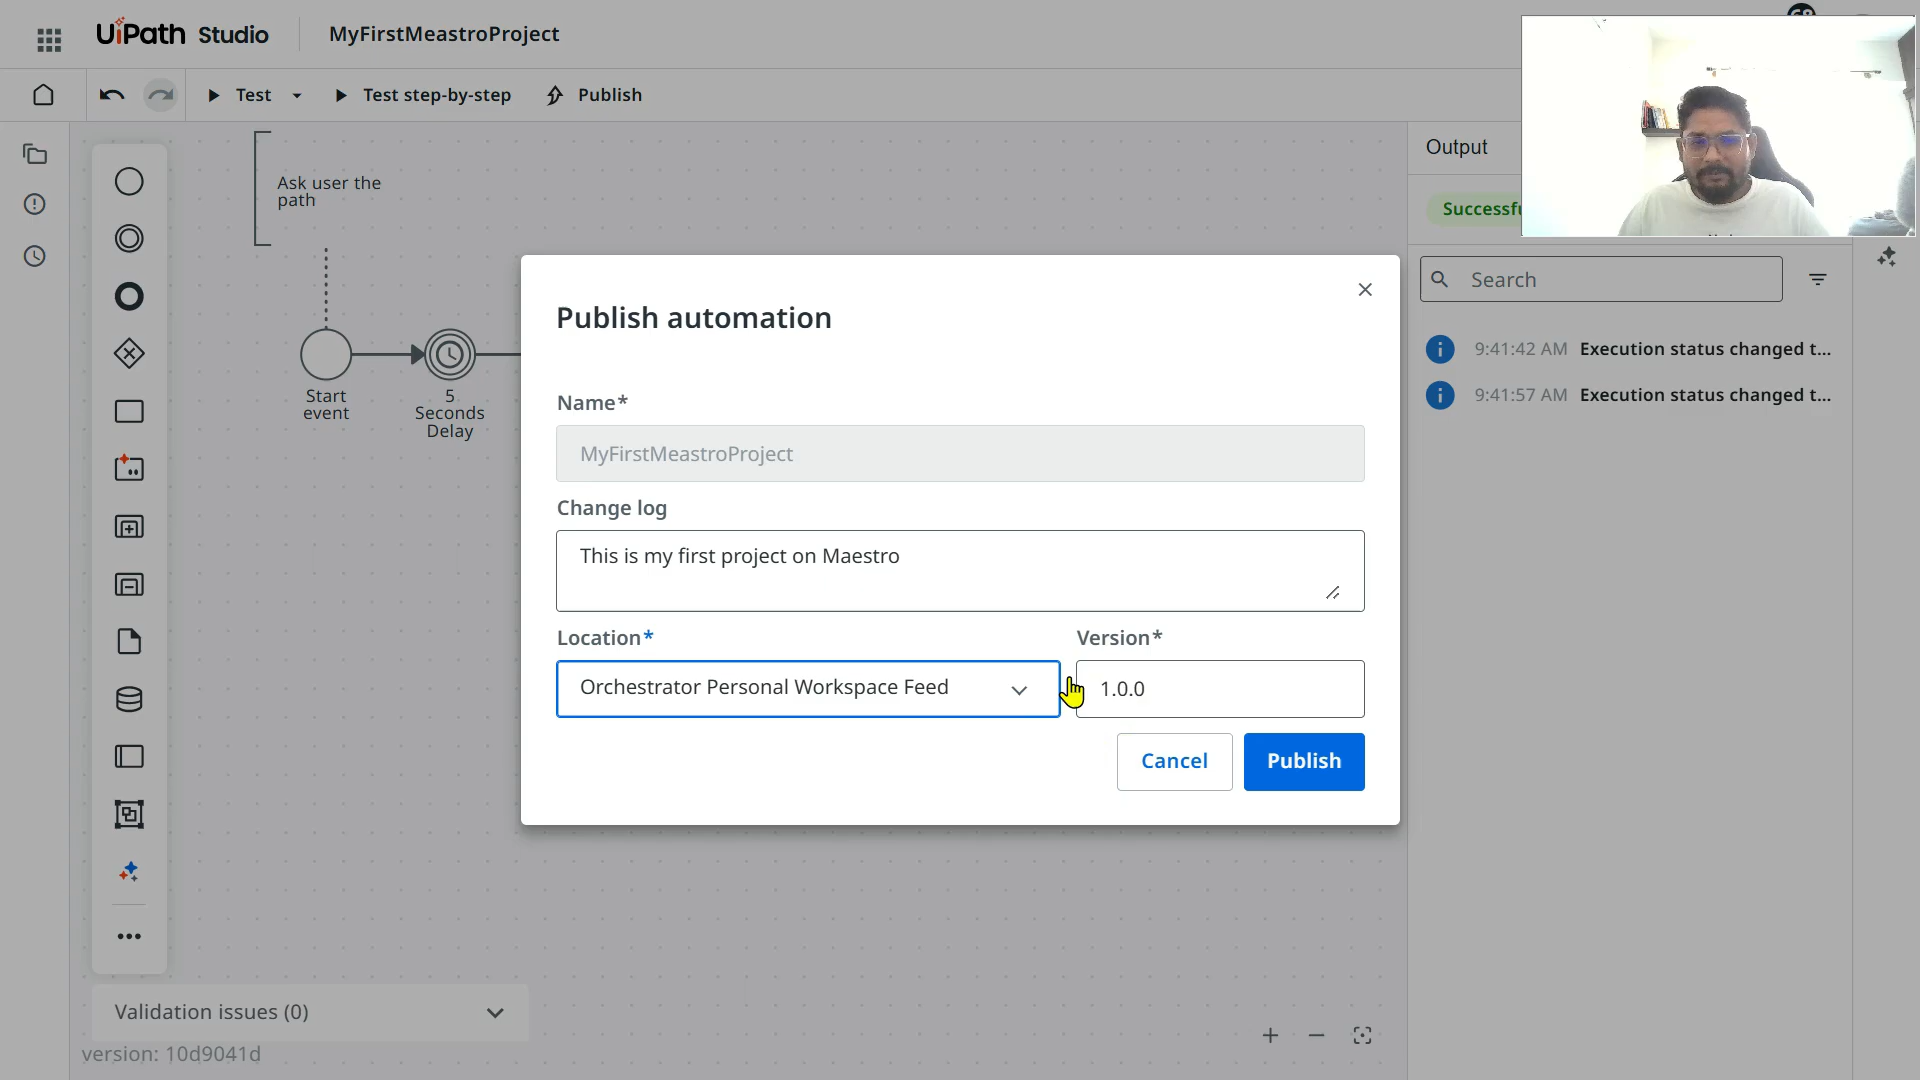 UiPath Studio
MyFirstMeastroProject
Test
Test step-by-step
Publish
Ask user the
path
Start
event
5
Seconds
Delay
Publish automation
Name*
MyFirstMeastroProject
Change log
This is my first project on Maestro
Location*
Version*
Orchestrator Personal Workspace Feed
1.0.0
Cancel
Publish
Output
Search
9:41:42 AM Execution status changed t...
9:41:57 AM Execution status changed t...
Validation issues (0)
version: 10d9041d